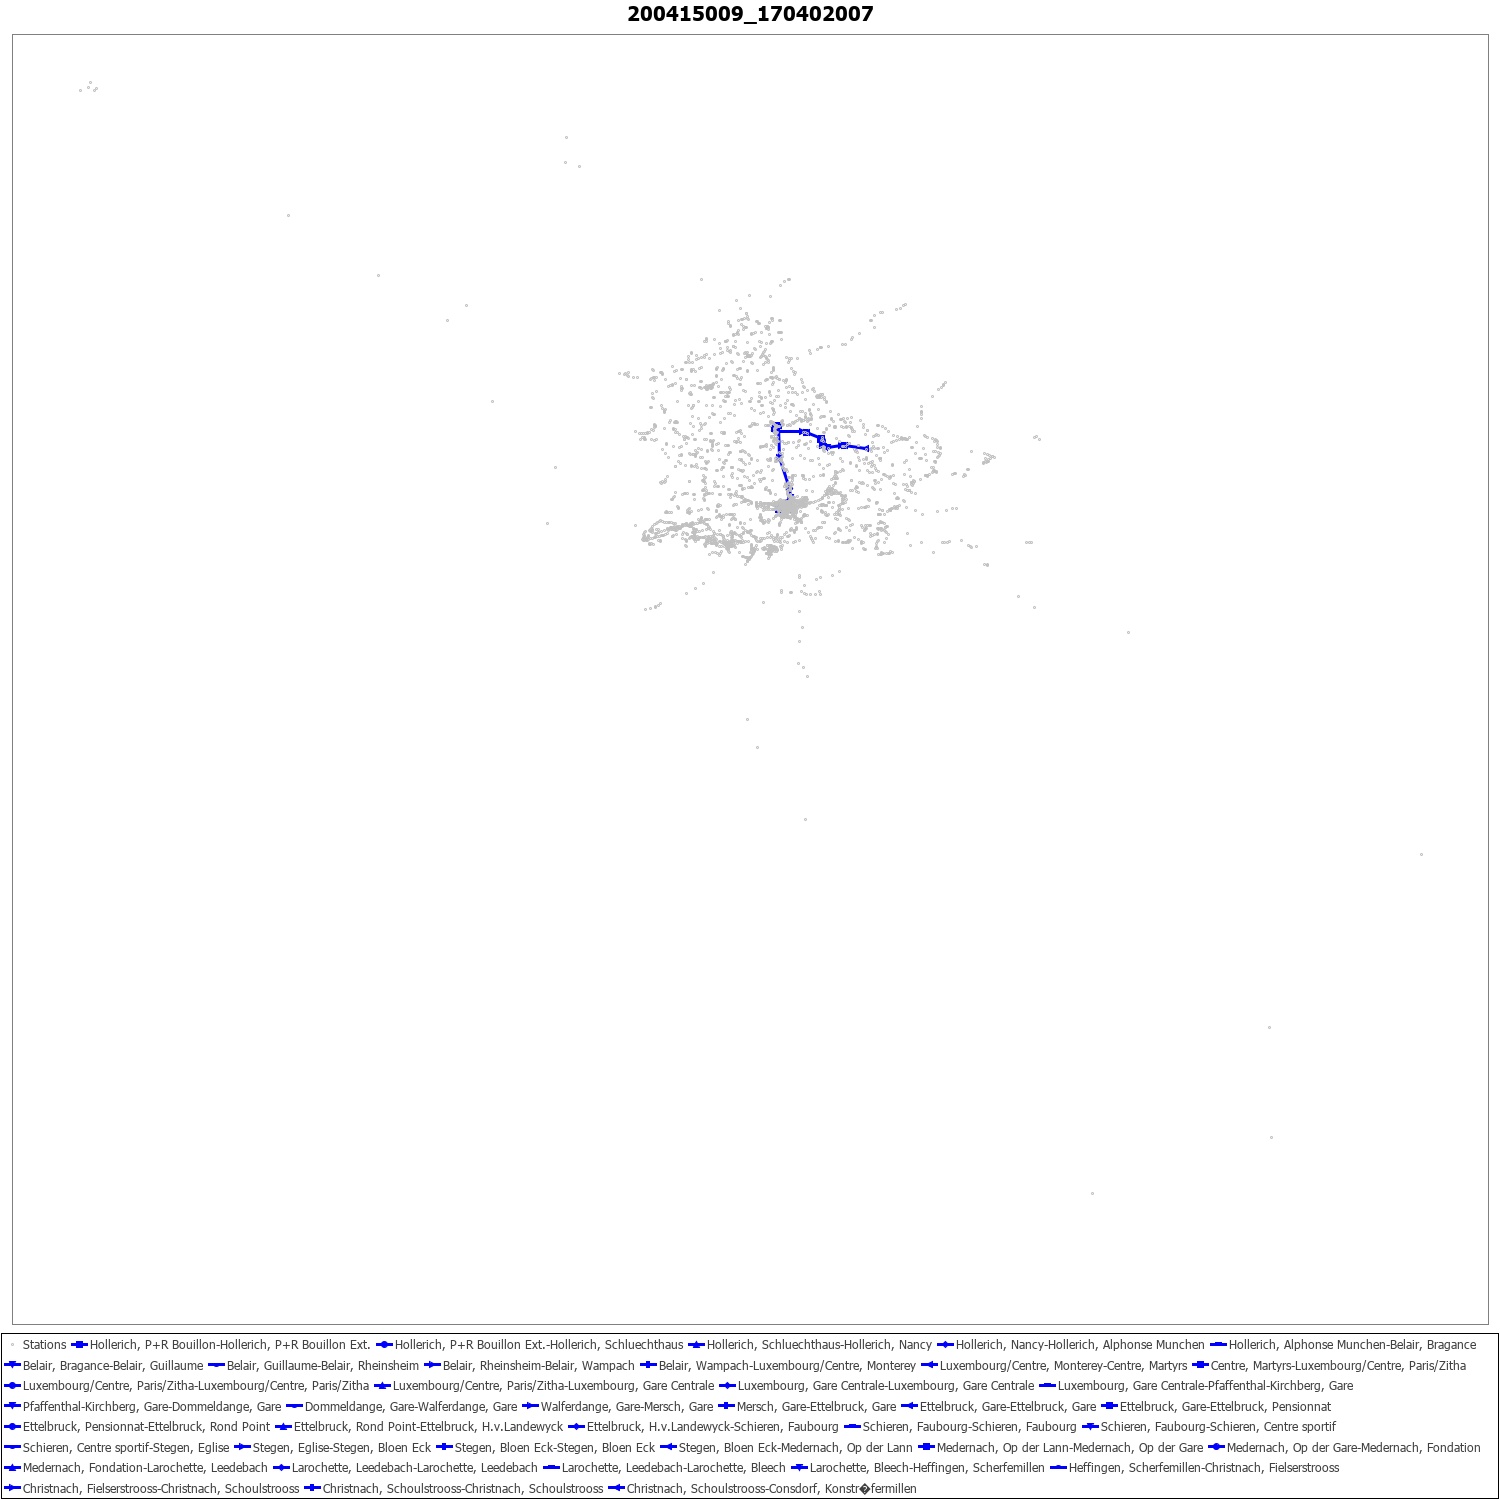 200415009_170402007
Stations Hollerich, P+R Bouillon-Hollerich, P+R Bouillon Ext. Hollerich, P+R Bouillon Ext.-Hollerich, Schluechthaus Hollerich, Schluechthaus-Hollerich, Nancy Hollerich, Nancy-Hollerich, Alphonse Munchen Hollerich, Alphonse Munchen-Belair, Bragance
Belair, Bragance-Belair, Guillaume Belair, Guillaume-Belair, Rheinsheim Belair, Rheinsheim-Belair, Wampach Belair, Wampach-Luxembourg/Centre, Monterey Luxembourg/Centre, Monterey-Centre, Martyrs Centre, Martyrs-Luxembourg/Centre, Paris/Zitha
Luxembourg/Centre, Paris/Zitha-Luxembourg/Centre, Paris/Zitha Luxembourg/Centre, Paris/Zitha-Luxembourg, Gare Centrale Luxembourg, Gare Centrale-Luxembourg, Gare Centrale Luxembourg, Gare Centrale-Pfaffenthal-Kirchberg, Gare
Pfaffenthal-Kirchberg, Gare-Dommeldange, Gare Dommeldange, Gare-Walferdange, Gare Walferdange, Gare-Mersch, Gare Mersch, Gare-Ettelbruck, Gare Ettelbruck, Gare-Ettelbruck, Gare Ettelbruck, Gare-Ettelbruck, Pensionnat
Ettelbruck, Pensionnat-Ettelbruck, Rond Point Ettelbruck, Rond Point-Ettelbruck, H.v.Landewyck Ettelbruck, H.v.Landewyck-Schieren, Faubourg Schieren, Faubourg-Schieren, Faubourg Schieren, Faubourg-Schieren, Centre sportif
Schieren, Centre sportif-Stegen, Eglise Stegen, Eglise-Stegen, Bloen Eck Stegen, Bloen Eck-Stegen, Bloen Eck Stegen, Bloen Eck-Medernach, Op der Lann Medernach, Op der Lann-Medernach, Op der Gare Medernach, Op der Gare-Medernach, Fondation
Medernach, Fondation-Larochette, Leedebach Larochette, Leedebach-Larochette, Leedebach Larochette, Leedebach-Larochette, Bleech Larochette, Bleech-Heffingen, Scherfemillen Heffingen, Scherfemillen-Christnach, Fielserstrooss
Christnach, Fielserstrooss-Christnach, Schoulstrooss Christnach, Schoulstrooss-Christnach, Schoulstrooss Christnach, Schoulstrooss-Consdorf, Konstr�fermillen